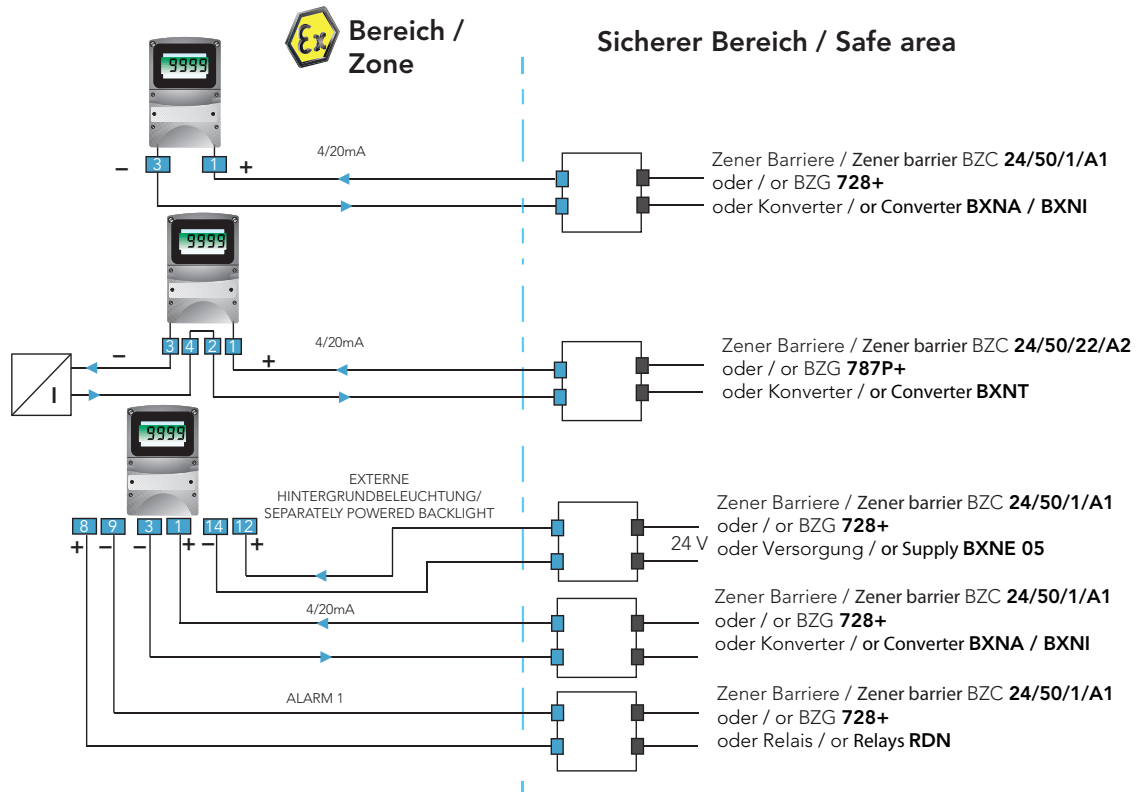 Ex
Bereich /
Zone
Sicherer Bereich / Safe area
9999
3
1
−
+
4/20mA
Zener Barriere / Zener barrier BZC 24/50/1/A1
oder / or BZG 728+
oder Konverter / or Converter BXNA / BXNI
9999
3 4 2 1
−
+
4/20mA
I
Zener Barriere / Zener barrier BZC 24/50/22/A2
oder / or BZG 787P+
oder Konverter / or Converter BXNT
9999
8 9 3 1 14 12
+ − − + − +
EXTERNE
HINTERGRUNDBELEUCHTUNG/
SEPARATELY POWERED BACKLIGHT
24 V
Zener Barriere / Zener barrier BZC 24/50/1/A1
oder / or BZG 728+
oder Versorgung / or Supply BXNE 05
4/20mA
Zener Barriere / Zener barrier BZC 24/50/1/A1
oder / or BZG 728+
oder Konverter / or Converter BXNA / BXNI
ALARM 1
Zener Barriere / Zener barrier BZC 24/50/1/A1
oder / or BZG 728+
oder Relais / or Relays RDN